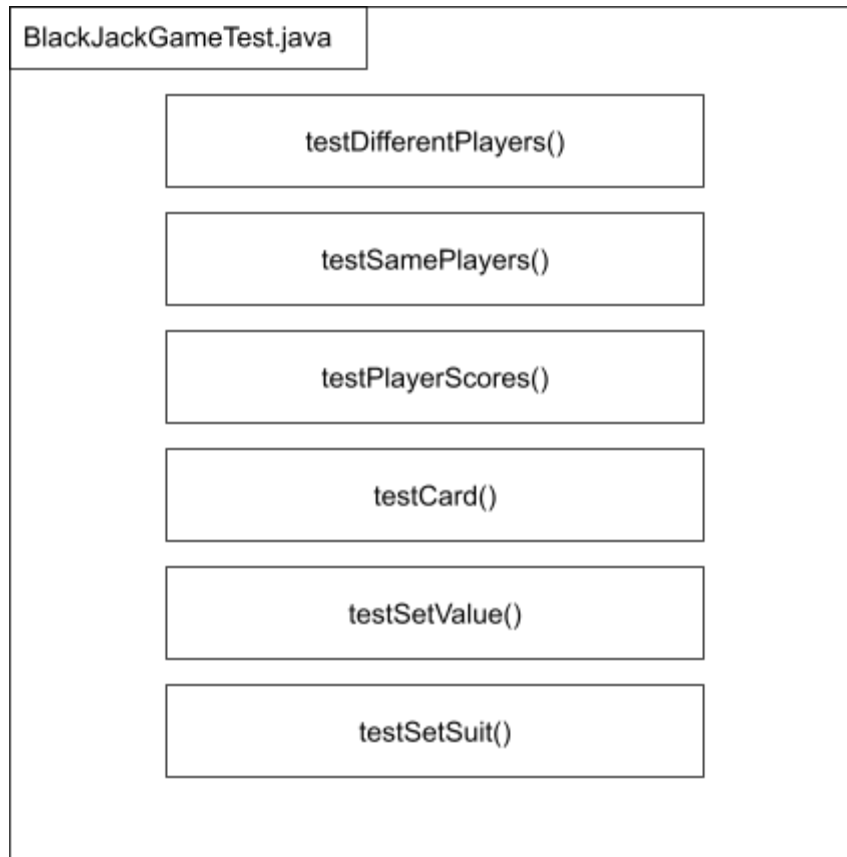 BlackJackGameTest.java
testDifferentPlayers()
testSamePlayers()
testPlayerScores()
testCard()
testSetValue()
testSetSuit()